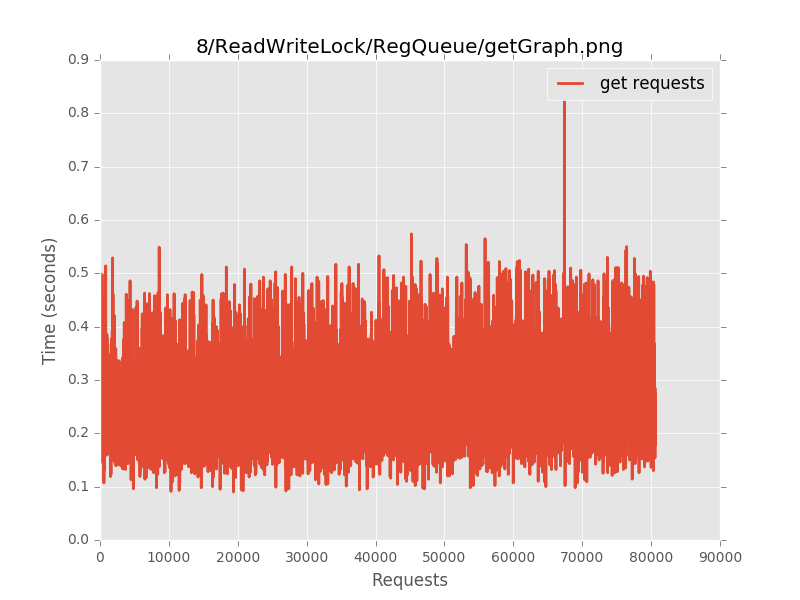 8/ReadWriteLock/RegQueue/getGraph.png
get requests
0.9
0.8
0.7
0.6
0.5
0.4
0.3
0.2
0.1
0.0
Time (seconds)
0 10000 20000 30000 40000 50000 60000 70000 80000 90000
Requests